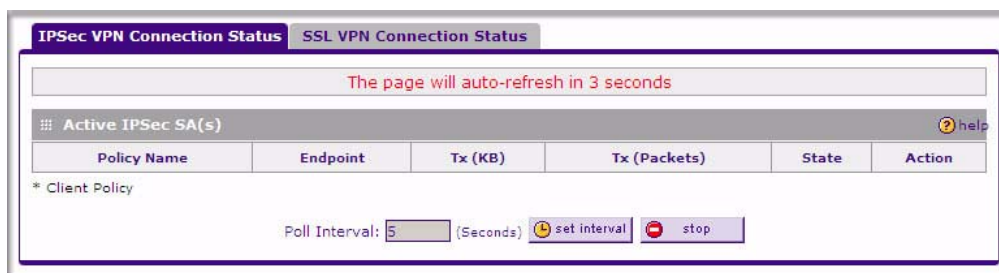 IPSec VPN Connection Status SSL VPN Connection Status
The page will auto-refresh in 3 seconds
Active IPSec SA(s) help
Policy Name Endpoint Tx (KB) Tx (Packets) State Action
* Client Policy
Poll Interval: 5 (Seconds) set interval stop